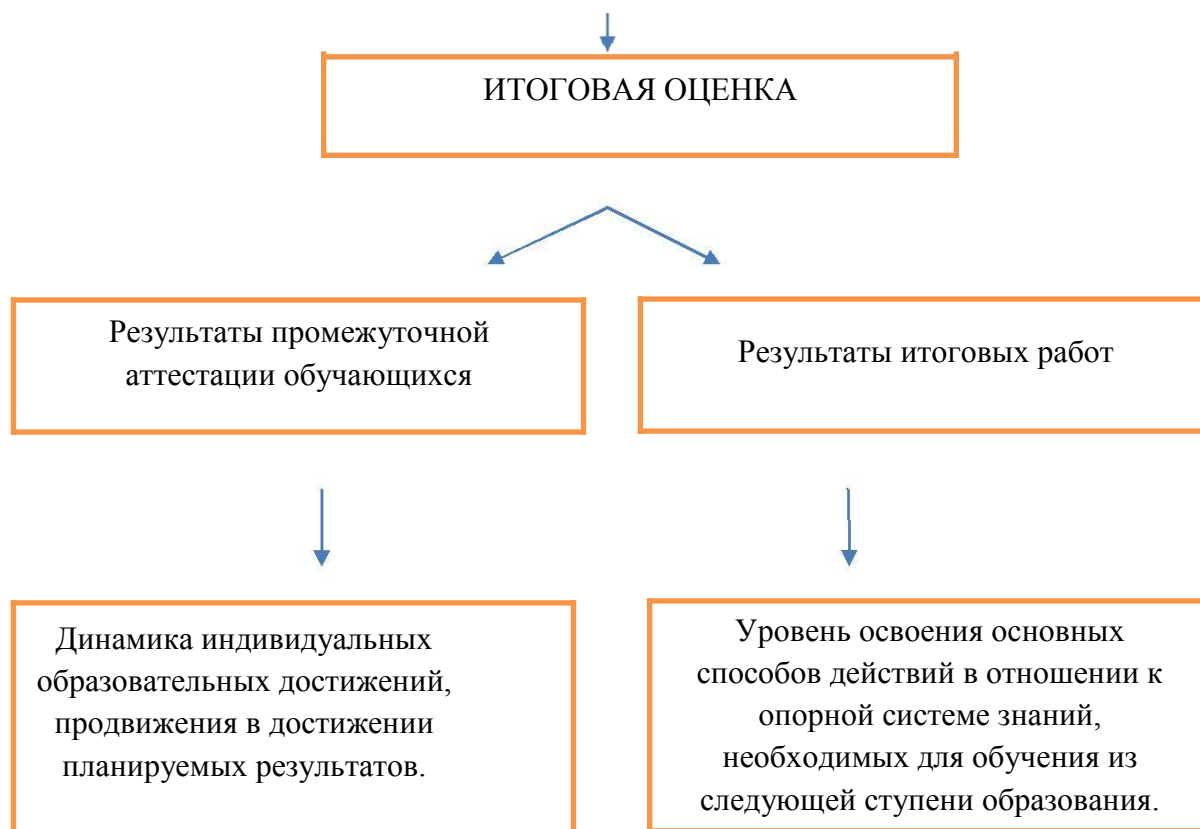 ИТОГОВАЯ ОЦЕНКА
Результаты промежуточной
аттестации обучающихся
Результаты итоговых работ
Динамика индивидуальных
образовательных достижений,
продвижения в достижении
планируемых результатов.
Уровень освоения основных
способов действий в отношении к
опорной системе знаний,
необходимых для обучения из
следующей ступени образования.